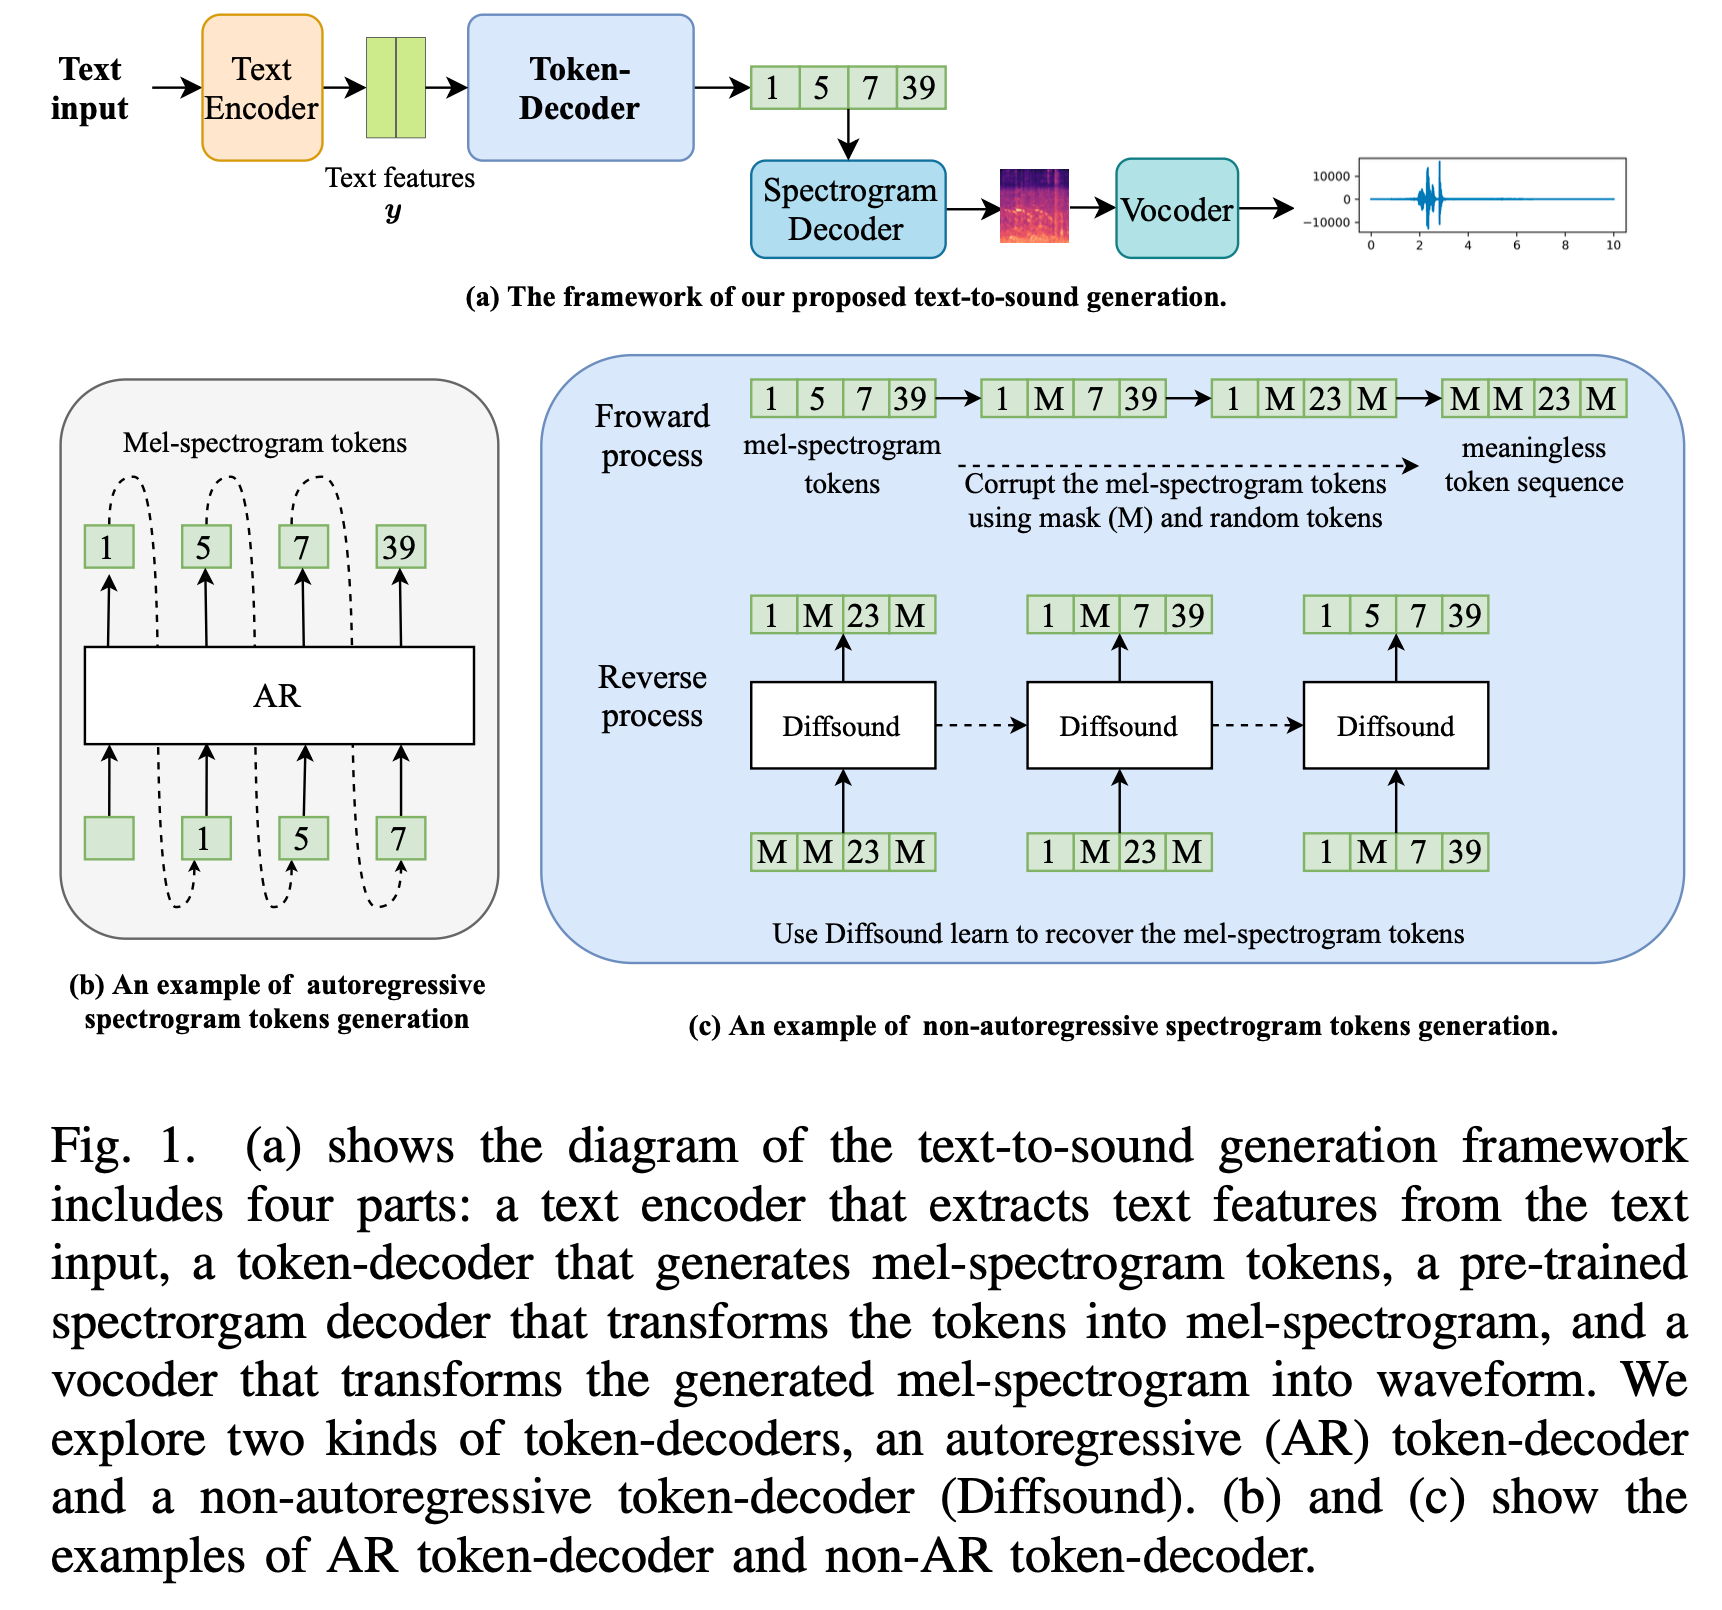 Text
input
Text
Encoder
Text features
y
Token-
Decoder
1 5 7 39
Spectrogram
Decoder
Vocoder
10000
0
−10000
0 2 4 6 8 10
(a) The framework of our proposed text-to-sound generation.
Mel-spectrogram tokens
1 5 7 39
AR
1 5 7
(b) An example of autoregressive
spectrogram tokens generation
Froward
process
1 5 7 39
1 M 7 39
1 M 23 M
M M 23 M
mel-spectrogram
tokens
Corrupt the mel-spectrogram tokens
using mask (M) and random tokens
meaningless
token sequence
Reverse
process
1 M 23 M
1 M 7 39
1 5 7 39
Diffsound
Diffsound
Diffsound
M M 23 M
1 M 23 M
1 M 7 39
Use Diffsound learn to recover the mel-spectrogram tokens
(c) An example of non-autoregressive spectrogram tokens generation.
Fig. 1. (a) shows the diagram of the text-to-sound generation framework
includes four parts: a text encoder that extracts text features from the text
input, a token-decoder that generates mel-spectrogram tokens, a pre-trained
spectrorgam decoder that transforms the tokens into mel-spectrogram, and a
vocoder that transforms the generated mel-spectrogram into waveform. We
explore two kinds of token-decoders, an autoregressive (AR) token-decoder
and a non-autoregressive token-decoder (Diffsound). (b) and (c) show the
examples of AR token-decoder and non-AR token-decoder.